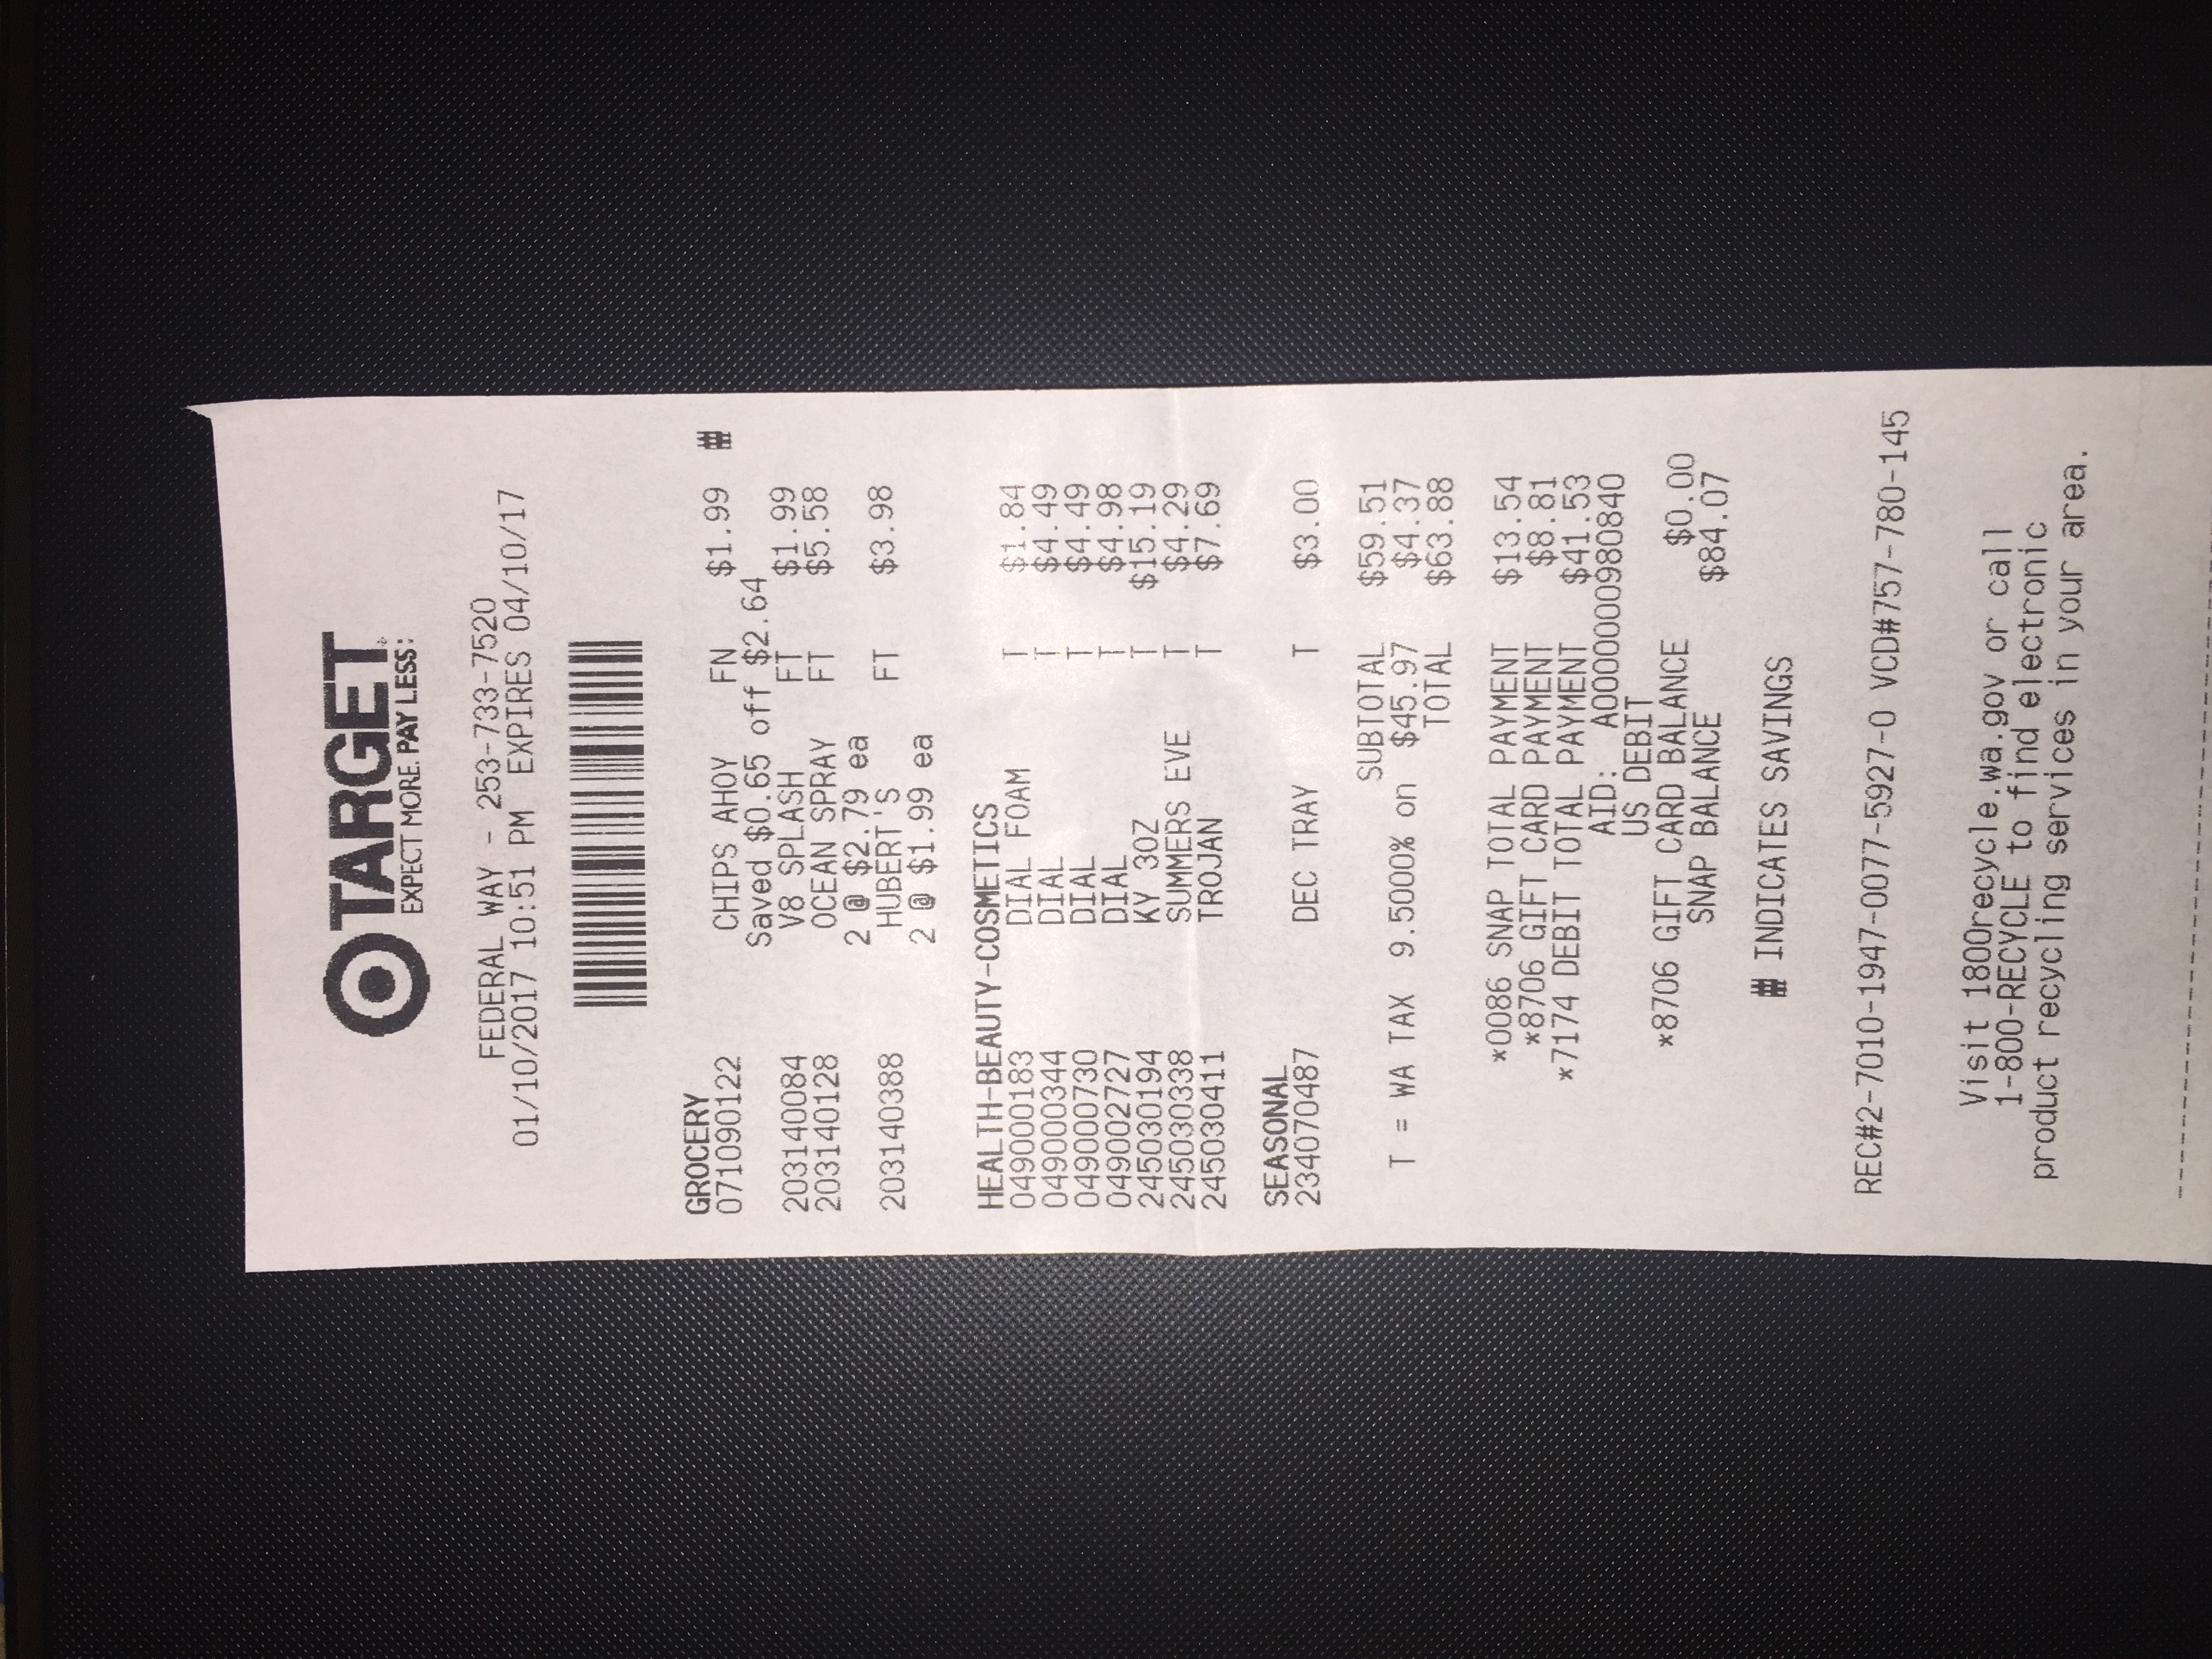 TARGET
EXPECT MORE. PAY LESS.
FEDERAL WAY - 253-733-7520
01/10/2017 10:51 PM EXPIRES 04/10/17
GROCERY
071090122 CHIPS AHOY FN $1.99 #
Saved $0.65 off $2.64
203140084 V8 SPLASH FT $1.99
203140128 OCEAN SPRAY FT $5.58
2 @ $2.79 ea
203140388 HUBERT'S FT $3.98
2 @ $1.99 ea
HEALTH-BEAUTY-COSMETICS
049000183 DIAL FOAM T $1.84
049000344 DIAL T $4.49
049000730 DIAL T $4.49
049002727 DIAL T $4.98
245030194 KY 3OZ T $15.19
245030338 SUMMERS EVE T $4.29
245030411 TROJAN T $7.69
SEASONAL
234070487 DEC TRAY T $3.00
SUBTOTAL $59.51
T = WA TAX 9.5000% on $45.97 $4.37
TOTAL $63.88
*0086 SNAP TOTAL PAYMENT $13.54
*8706 GIFT CARD PAYMENT $8.81
*7174 DEBIT TOTAL PAYMENT $41.53
AID: A0000000980840
US DEBIT
*8706 GIFT CARD BALANCE $0.00
SNAP BALANCE $84.07
# INDICATES SAVINGS
REC#2-7010-1947-0077-5927-0 VCD#757-780-145
Visit 1800recycle.wa.gov or call
1-800-RECYCLE to find electronic
product recycling services in your area.